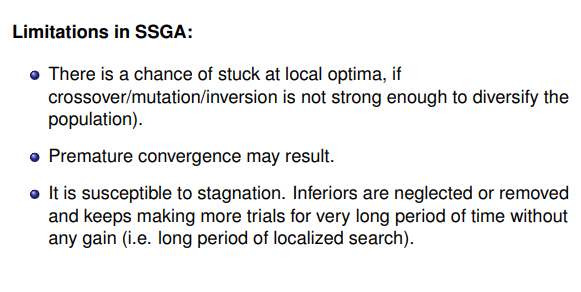 Limitations in SSGA:
There is a chance of stuck at local optima, if
crossover/mutation/inversion is not strong enough to diversify the
population).
Premature convergence may result.
It is susceptible to stagnation. Inferiors are neglected or removed
and keeps making more trials for very long period of time without
any gain (i.e. long period of localized search).